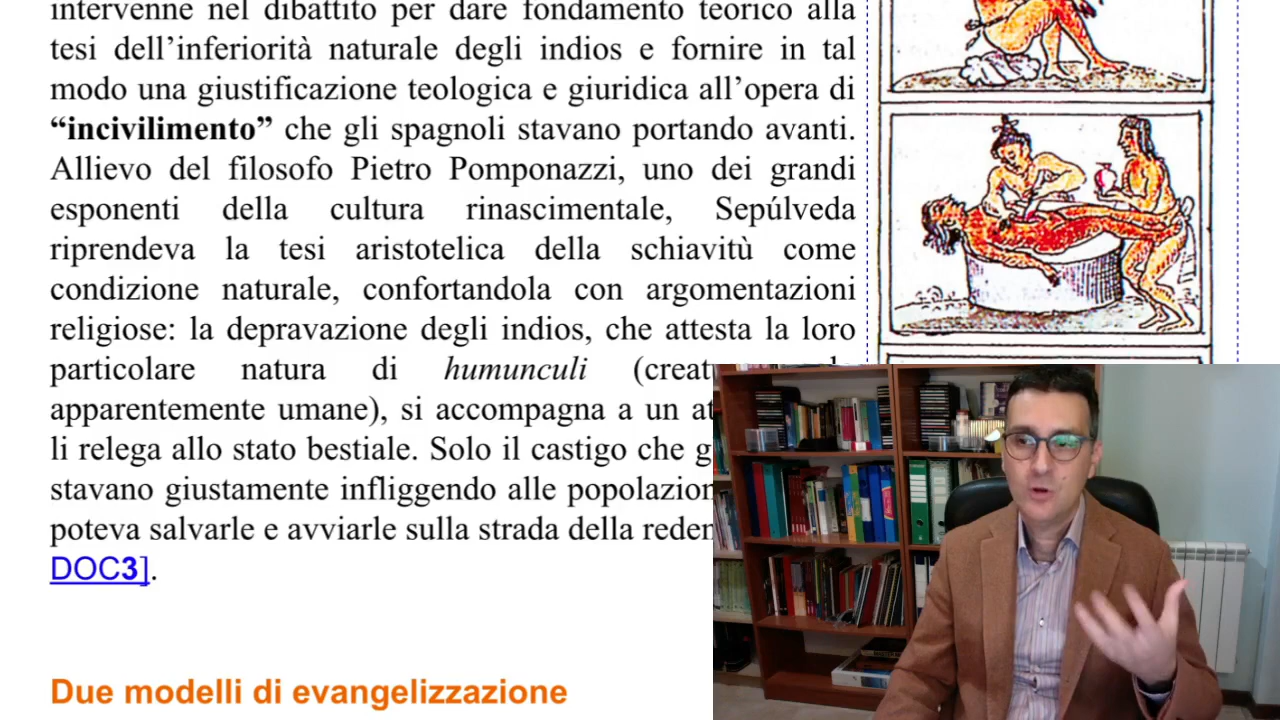 intervenne nel dibattito per dare fondamento teorico alla
tesi dell’inferiorità naturale degli indios e fornire in tal
modo una giustificazione teologica e giuridica all’opera di
“incivilimento” che gli spagnoli stavano portando avanti.
Allievo del filosofo Pietro Pomponazzi, uno dei grandi
esponenti della cultura rinascimentale, Sepúlveda
riprendeva la tesi aristotelica della schiavitù come
condizione naturale, confortandola con argomentazioni
religiose: la depravazione degli indios, che attesta la loro
particolare natura di humunculi
apparentemente umane), si accompagna a un
li relega allo stato bestiale. Solo il castigo che
stavano giustamente infliggendo alle
poteva salvarle e avviarle sulla strada della
DOC3].
Due modelli di evangelizzazione